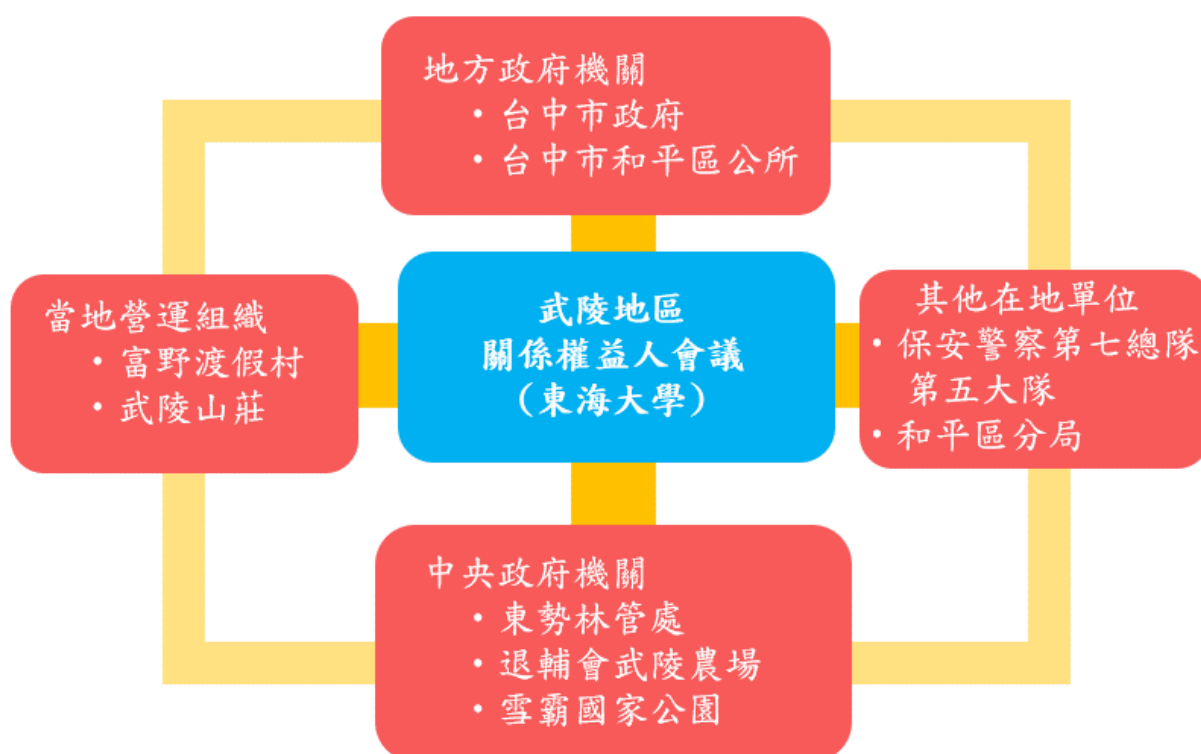 地方政府機關
・台中市政府
・台中市和平區公所
當地營運組織
・富野渡假村
・武陵山莊
武陵地區
關係權益人會議
(東海大學)
其他在地單位
・保安警察第七總隊
第五大隊
・和平區分局
中央政府機關
・東勢林管處
・退輔會武陵農場
・雪霸國家公園